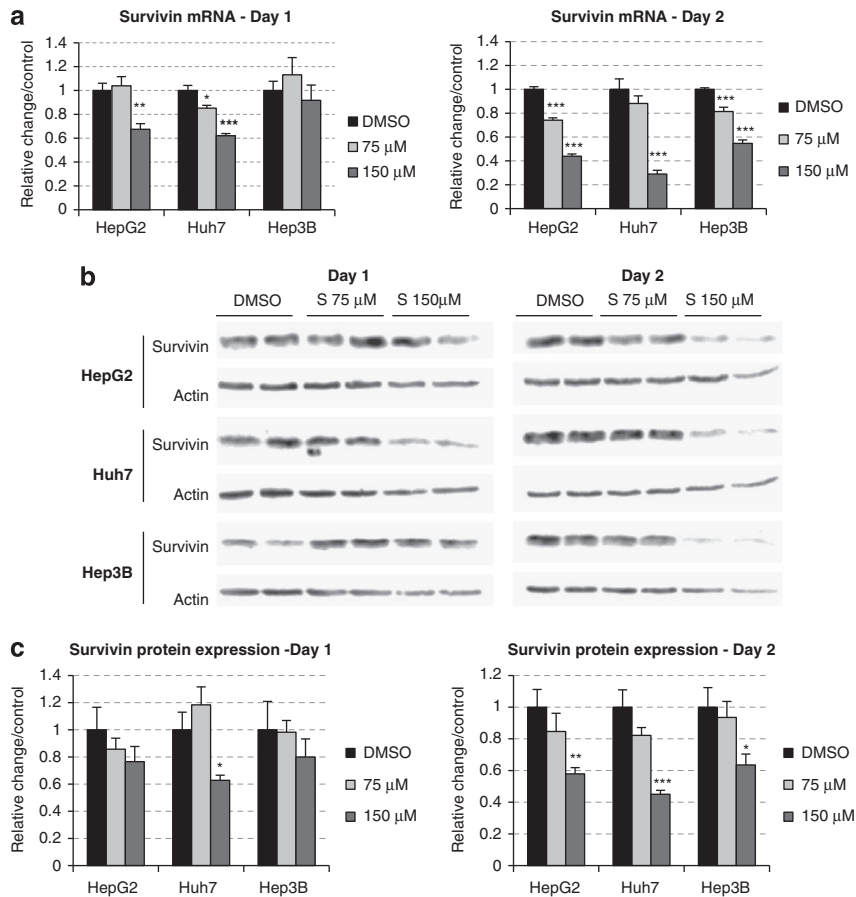 a
Survivin mRNA - Day 1
Relative change/control
1.4
1.2
1
0.8
0.6
0.4
0.2
0
**
*
***
HepG2
Huh7
Hep3B
DMSO
75 μM
150 μM
Survivin mRNA - Day 2
Relative change/control
1.4
1.2
1
0.8
0.6
0.4
0.2
0
***
***
***
***
***
HepG2
Huh7
Hep3B
DMSO
75 μM
150 μM
b
Day 1
Day 2
DMSO
S 75 μM
S 150μM
DMSO
S 75 μM
S 150 μM
HepG2
Survivin
Actin
Huh7
Survivin
Actin
Hep3B
Survivin
Actin
c
Survivin protein expression -Day 1
Relative change/control
1.4
1.2
1
0.8
0.6
0.4
0.2
0
*
HepG2
Huh7
Hep3B
DMSO
75 μM
150 μM
Survivin protein expression - Day 2
Relative change/control
1.2
1
0.8
0.6
0.4
0.2
0
**
***
*
HepG2
Huh7
Hep3B
DMSO
75 μM
150 μM